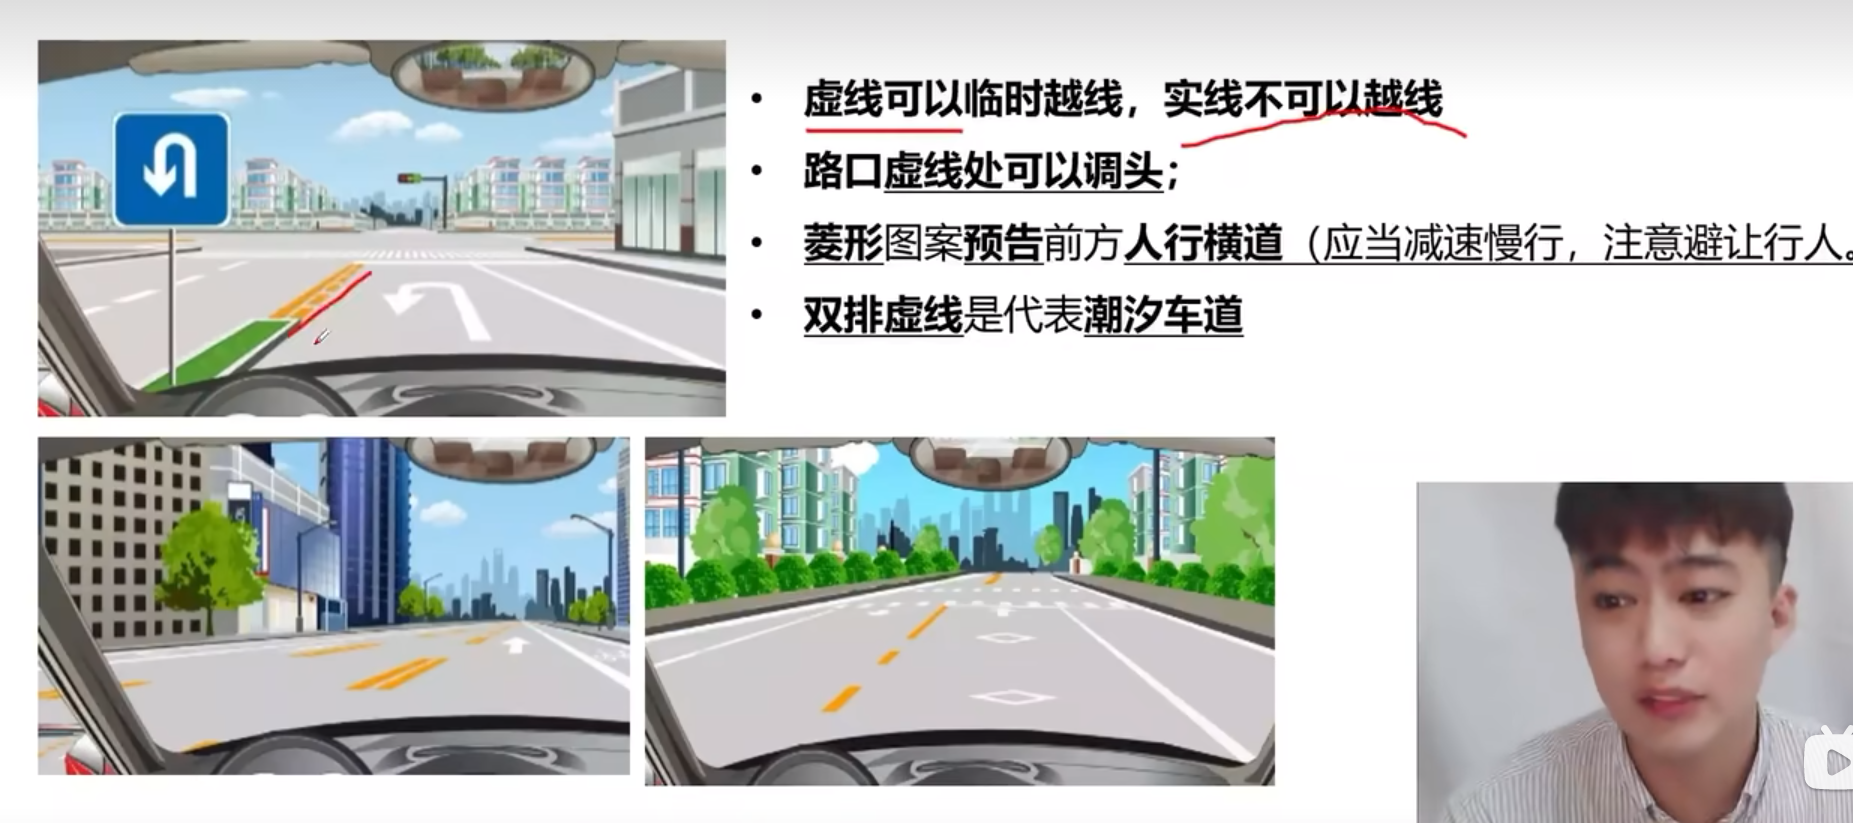 • 虚线可以临时越线，实线不可以越线
• 路口虚线处可以调头；
• 菱形图案预告前方人行横道（应当减速慢行，注意避让行人。
• 双排虚线是代表潮汐车道